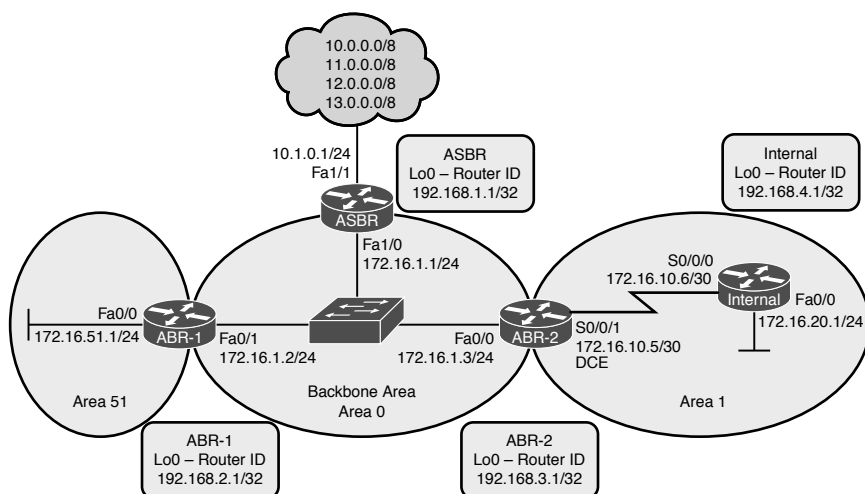 10.0.0.0/8
11.0.0.0/8
12.0.0.0/8
13.0.0.0/8
10.1.0.1/24
Fa1/1
ASBR
Lo0 – Router ID
192.168.1.1/32
Internal
Lo0 – Router ID
192.168.4.1/32
ASBR
Fa1/0
172.16.1.1/24
S0/0/0
172.16.10.6/30
Internal
Fa0/0
172.16.20.1/24
Fa0/0
172.16.51.1/24
ABR-1
Fa0/1
172.16.1.2/24
Fa0/0
172.16.1.3/24
ABR-2
S0/0/1
172.16.10.5/30
DCE
Area 51
Backbone Area
Area 0
Area 1
ABR-1
Lo0 – Router ID
192.168.2.1/32
ABR-2
Lo0 – Router ID
192.168.3.1/32